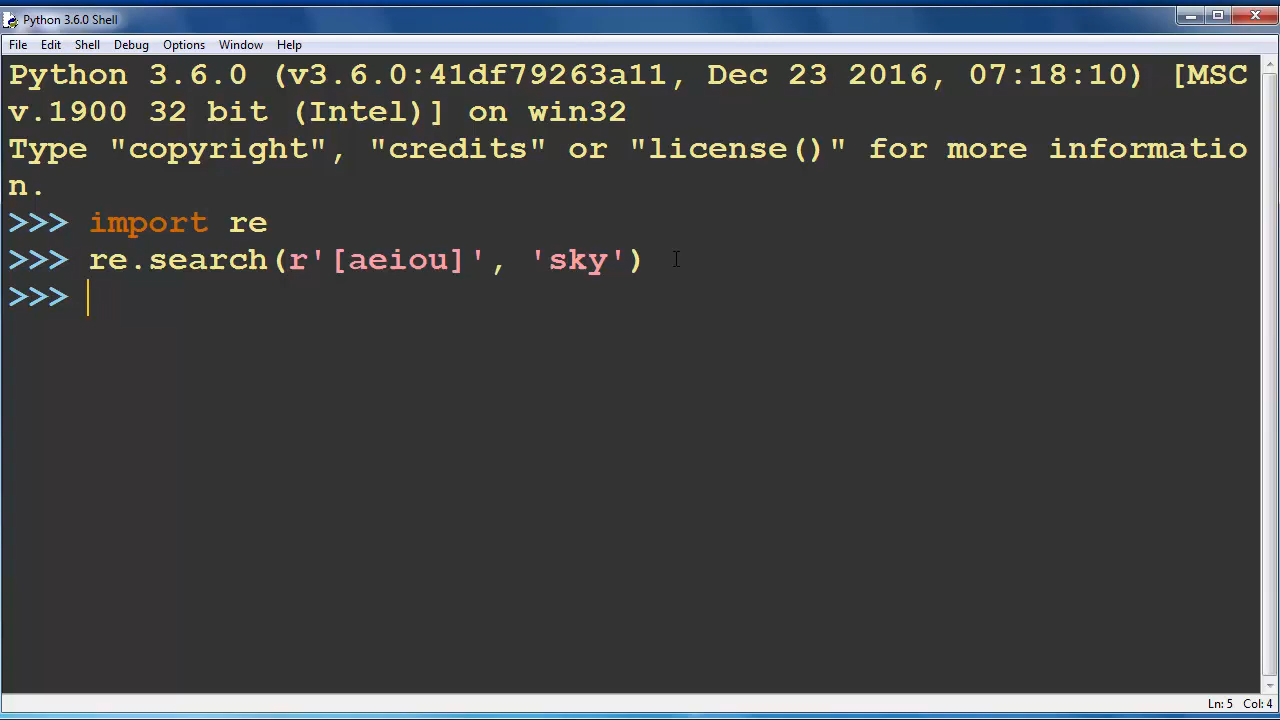 Python 3.6.0 Shell
File Edit Shell Debug Options Window Help
Python 3.6.0 (v3.6.0:41df79263a11, Dec 23 2016, 07:18:10) [MSC
v.1900 32 bit (Intel)] on win32
Type "copyright", "credits" or "license()" for more informatio
n.
>>> import re
>>> re.search(r'[aeiou]', 'sky')
>>>
Ln: 5 Col: 4